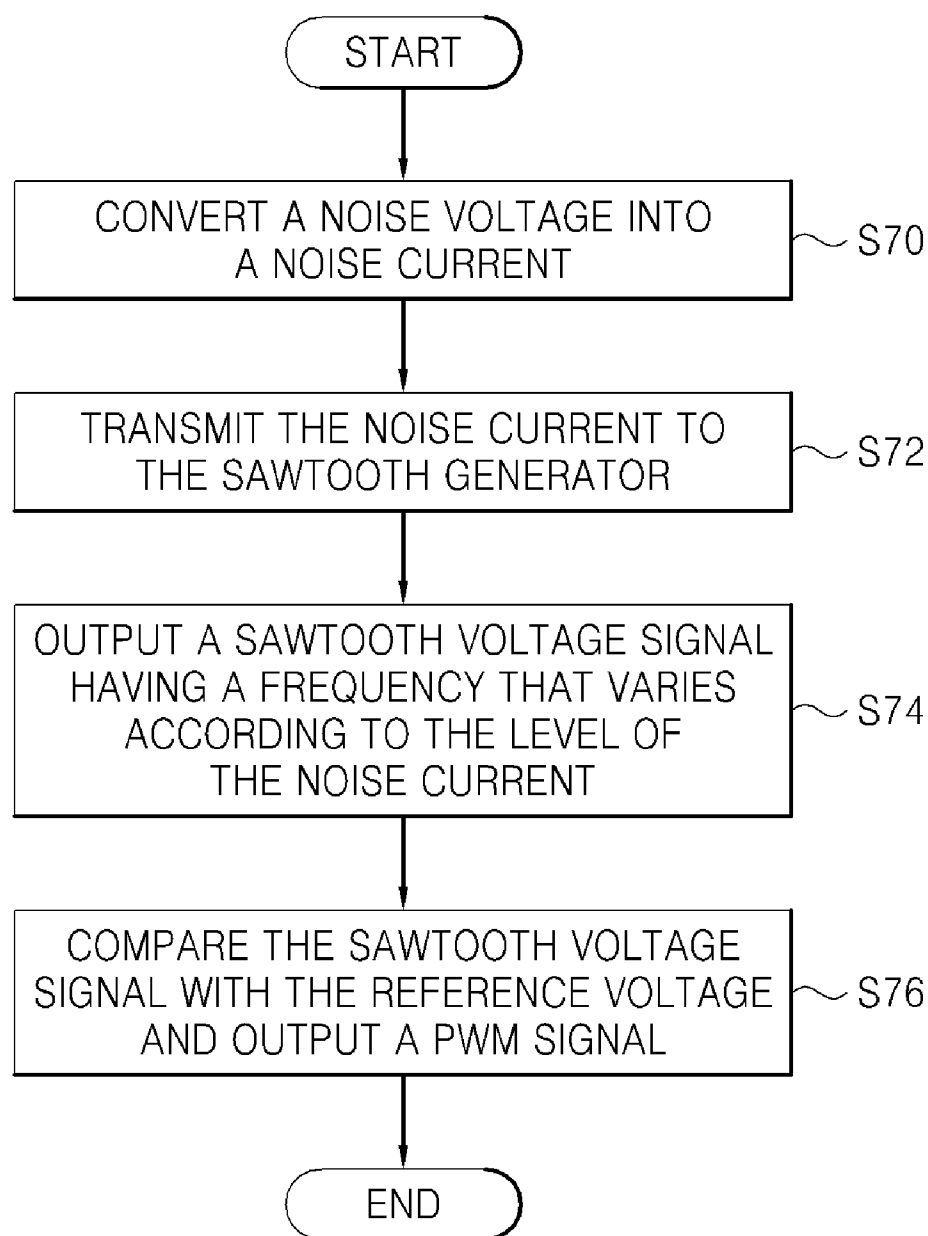 START
CONVERT A NOISE VOLTAGE INTO
A NOISE CURRENT
S70
TRANSMIT THE NOISE CURRENT TO
THE SAWTOOTH GENERATOR
S72
OUTPUT A SAWTOOTH VOLTAGE SIGNAL
HAVING A FREQUENCY THAT VARIES
ACCORDING TO THE LEVEL OF
THE NOISE CURRENT
S74
COMPARE THE SAWTOOTH VOLTAGE
SIGNAL WITH THE REFERENCE VOLTAGE
AND OUTPUT A PWM SIGNAL
S76
END